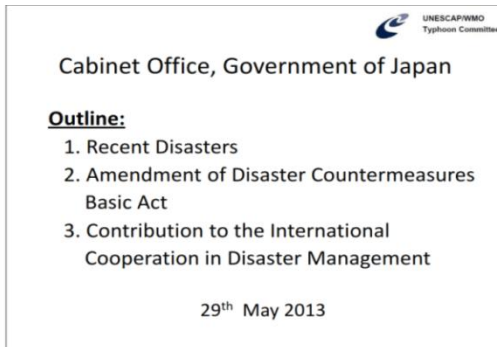 UNESCAP/WMO
Typhoon Committee
Cabinet Office, Government of Japan
Outline:
1. Recent Disasters
2. Amendment of Disaster Countermeasures
Basic Act
3. Contribution to the International
Cooperation in Disaster Management
29th May 2013